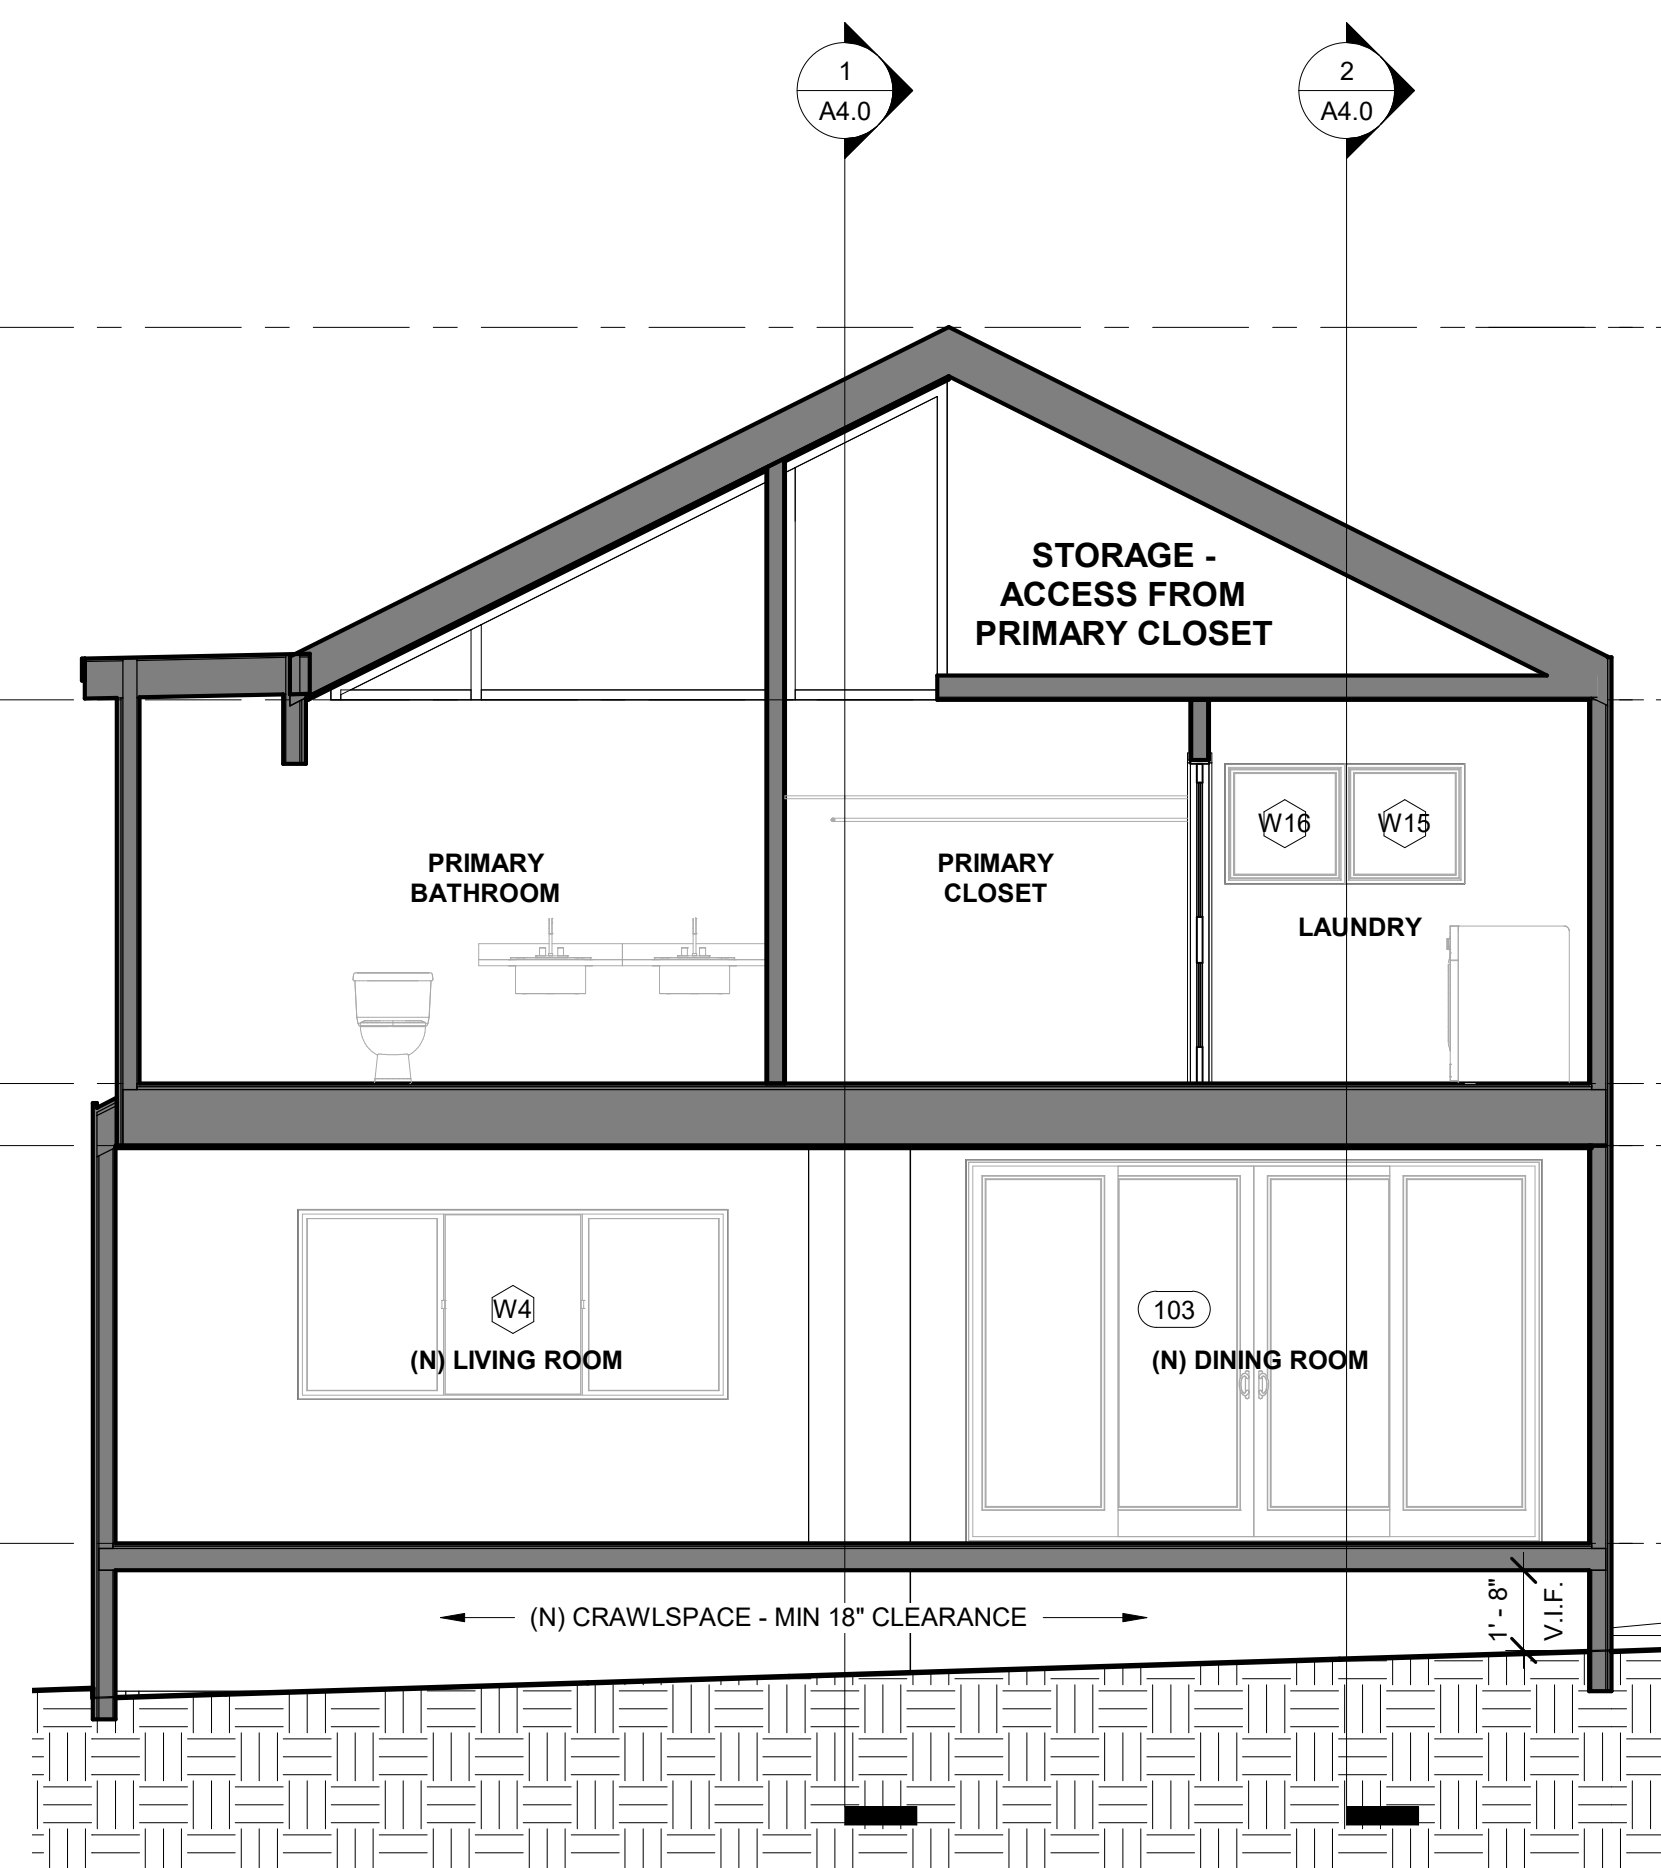 1
A4.0
2
A4.0
STORAGE -
ACCESS FROM
PRIMARY CLOSET
W16
W15
PRIMARY
BATHROOM
PRIMARY
CLOSET
LAUNDRY
W4
103
(N) LIVING ROOM
(N) DINING ROOM
(N) CRAWLSPACE - MIN 18" CLEARANCE
1' - 8"
V.I.F.